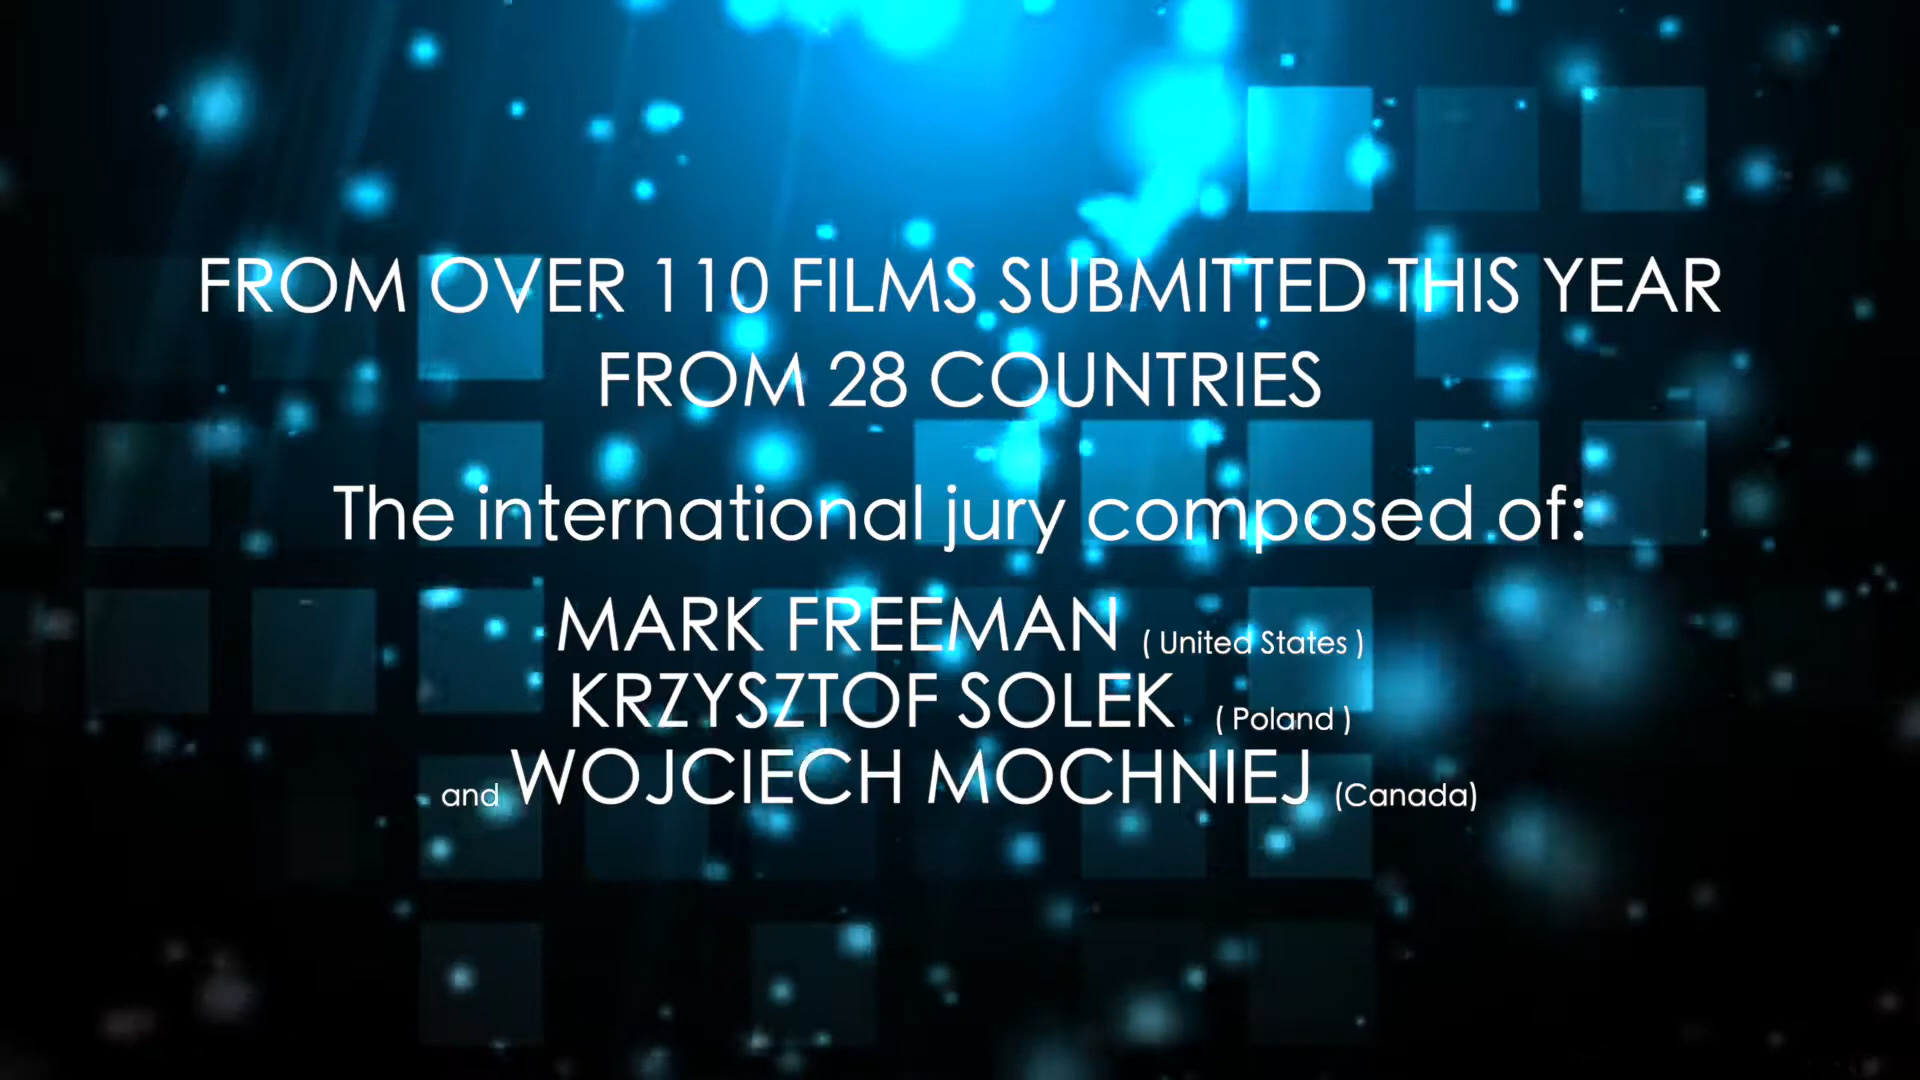 FROM OVER 110 FILMS SUBMITTED THIS YEAR
FROM 28 COUNTRIES
The international jury composed of:
MARK FREEMAN ( United States )
KRZYSZTOF SOLEK ( Poland )
and WOJCIECH MOCHNIEJ (Canada)